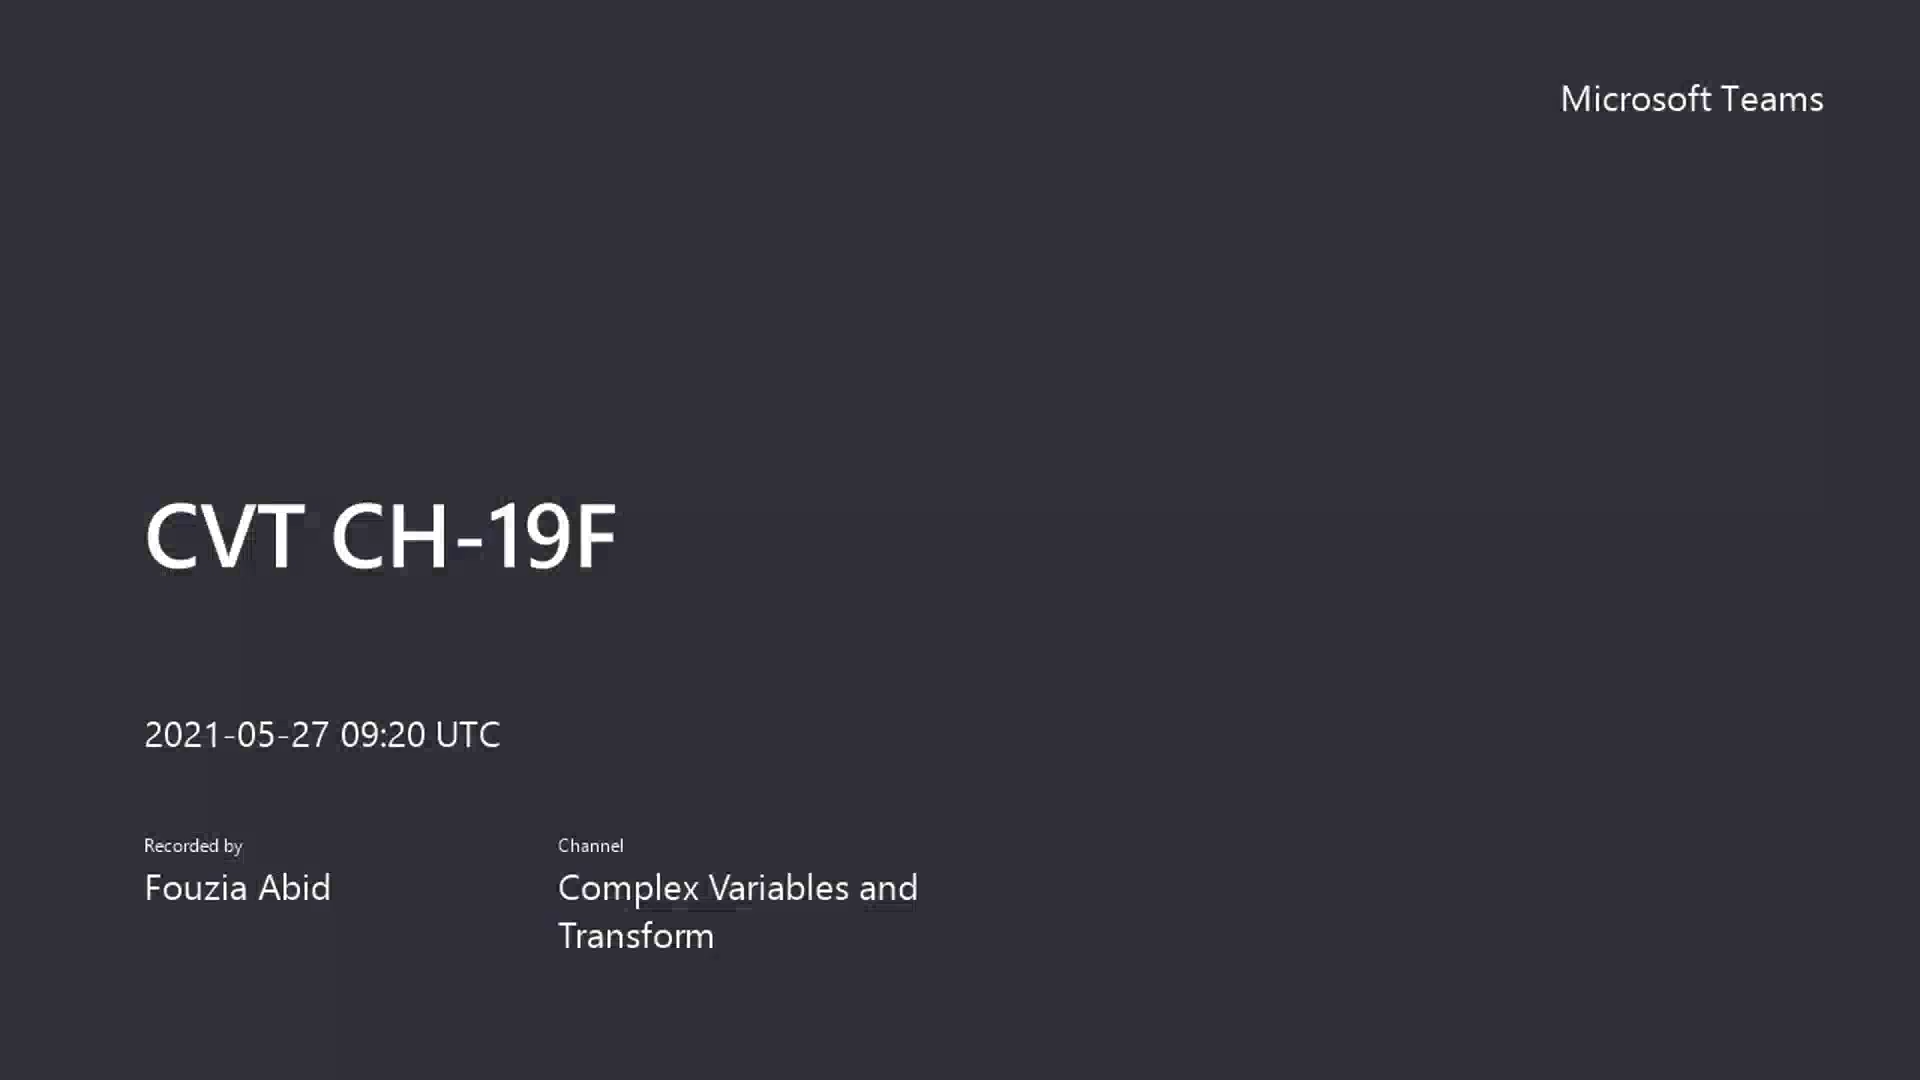 Microsoft Teams
CVT CH-19F
2021-05-27 09:20 UTC
Recorded by
Fouzia Abid
Channel
Complex Variables and
Transform